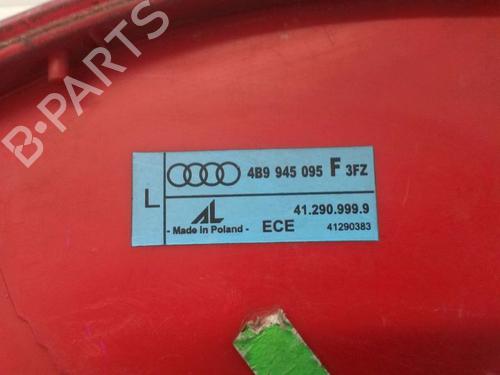 B-PARTS
L
4B9 945 095 F 3FZ
AL
41.290.999.9
- Made in Poland - ECE 41290383